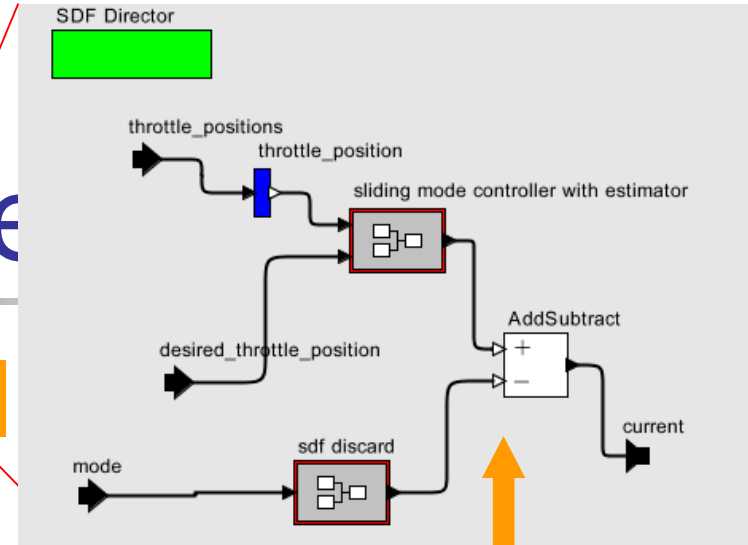 SDF Director
throttle_positions
throttle_position
sliding mode controller with estimator
e
AddSubtract
+
desired_throttle_position
−
current
sdf discard
mode